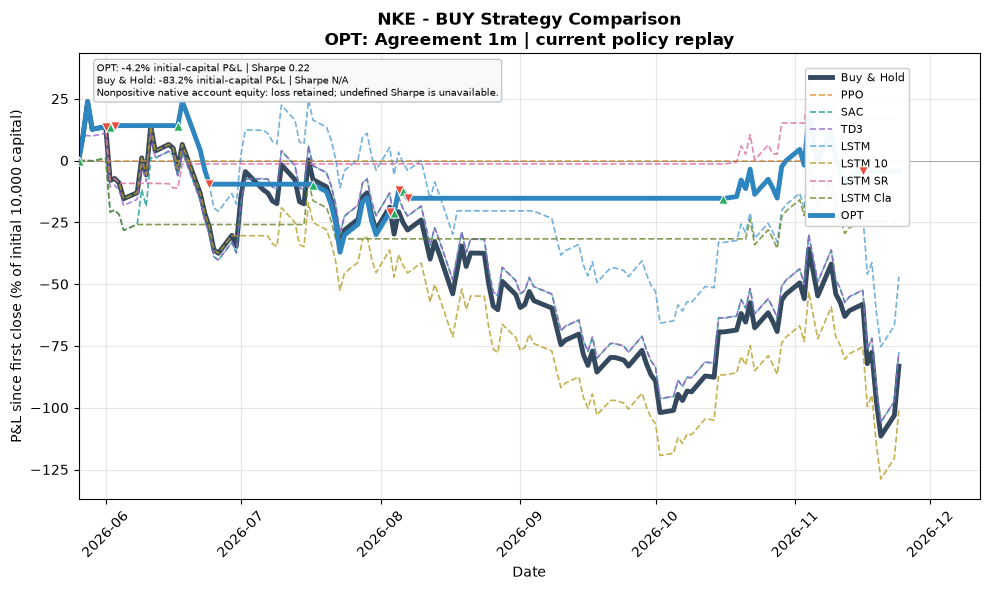 NKE - BUY Strategy Comparison
OPT: Agreement 1m | current policy replay
OPT: -4.2% initial-capital P&L | Sharpe 0.22
Buy & Hold: -83.2% initial-capital P&L | Sharpe N/A
Nonpositive native account equity: loss retained; undefined Sharpe is unavailable.
Buy & Hold
PPO
SAC
TD3
LSTM
LSTM 10
LSTM SR
LSTM Cla
OPT
P&L since first close (% of initial 10,000 capital)
25
0
−25
−50
−75
−100
−125
2026-06
2026-07
2026-08
2026-09
2026-10
2026-11
2026-12
Date